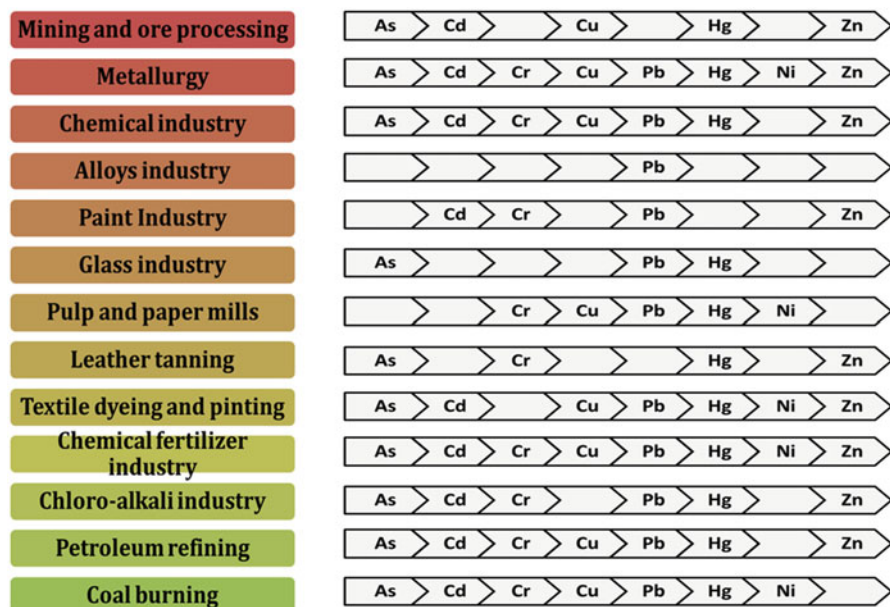 Mining and ore processing As Cd Cu Hg Zn
Metallurgy As Cd Cr Cu Pb Hg Ni Zn
Chemical industry As Cd Cr Cu Pb Hg Zn
Alloys industry Pb
Paint Industry Cd Cr Pb Zn
Glass industry As Pb Hg
Pulp and paper mills Cr Cu Pb Hg Ni
Leather tanning As Cr Hg Zn
Textile dyeing and pinting As Cd Cu Pb Hg Ni Zn
Chemical fertilizer
industry As Cd Cr Cu Pb Hg Ni Zn
Chloro-alkali industry As Cd Cr Pb Hg Zn
Petroleum refining As Cd Cr Cu Pb Hg Zn
Coal burning As Cd Cr Cu Pb Hg Ni